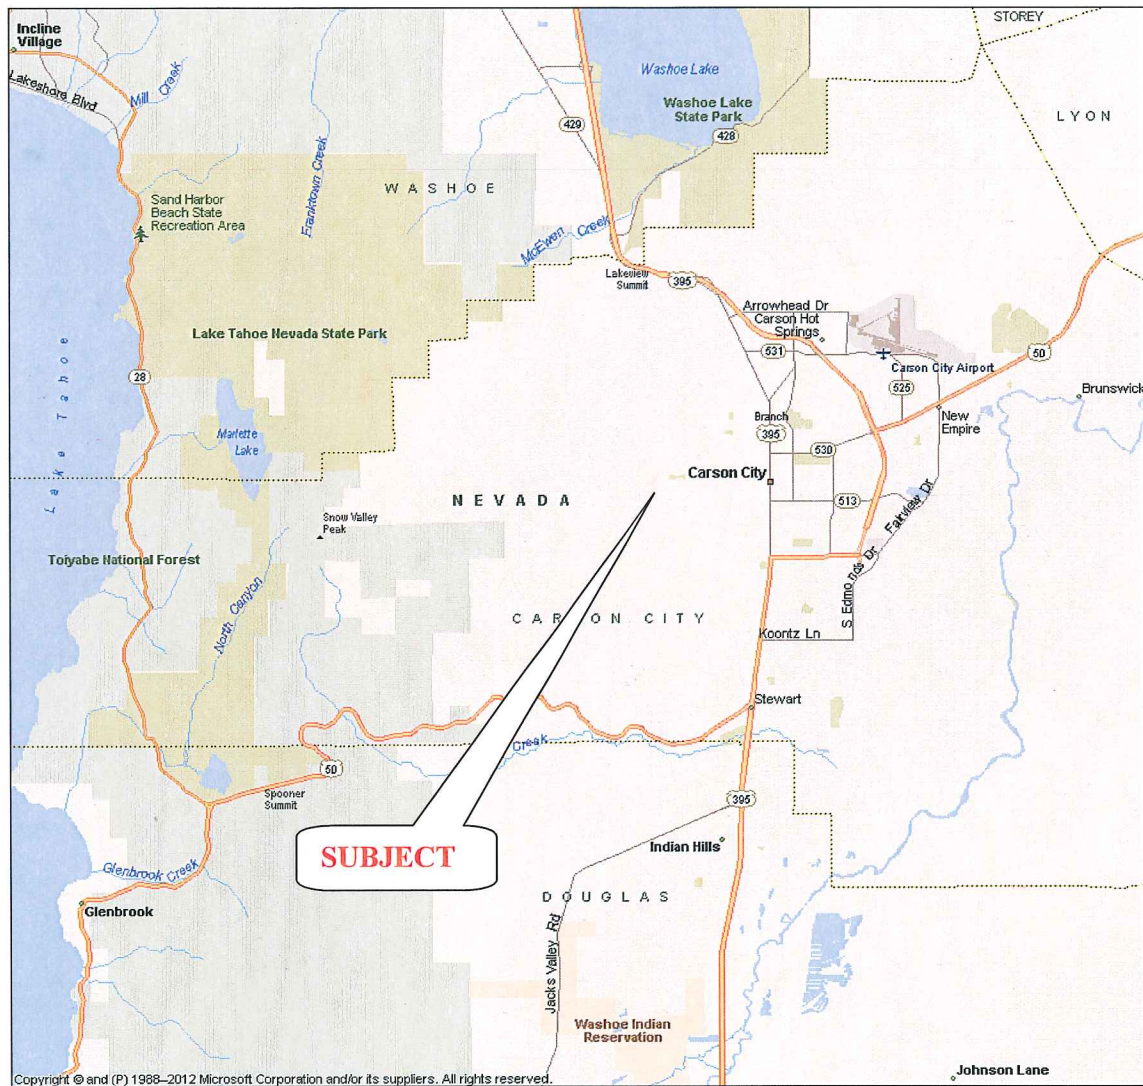 Incline
Village
Lakeshore Blvd
Mill Creek
Franktown Creek
Washoe Lake
Washoe Lake
State Park
STOREY
LYON
429
428
WASHOE
Sand Harbor
Beach State
Recreation Area
McEwen Creek
Lakeview
Summit
395
Arrowhead Dr
Carson Hot
Springs
Lake Tahoe Nevada State Park
531
Carson City Airport
50
28
525
Brunswick
Lake Tahoe
Marlette
Lake
Branch
395
New
Empire
530
Carson City
NEVADA
513
Snow Valley
Peak
Fairview Dr
Toiyabe National Forest
North Canyon
S Edmonds Dr
CARSON CITY
Koontz Ln
Stewart
Creek
50
Spooner
Summit
395
SUBJECT
Indian Hills
Glenbrook Creek
DOUGLAS
Glenbrook
Jacks Valley Rd
Washoe Indian
Reservation
Johnson Lane
Copyright © and (P) 1988–2012 Microsoft Corporation and/or its suppliers. All rights reserved.